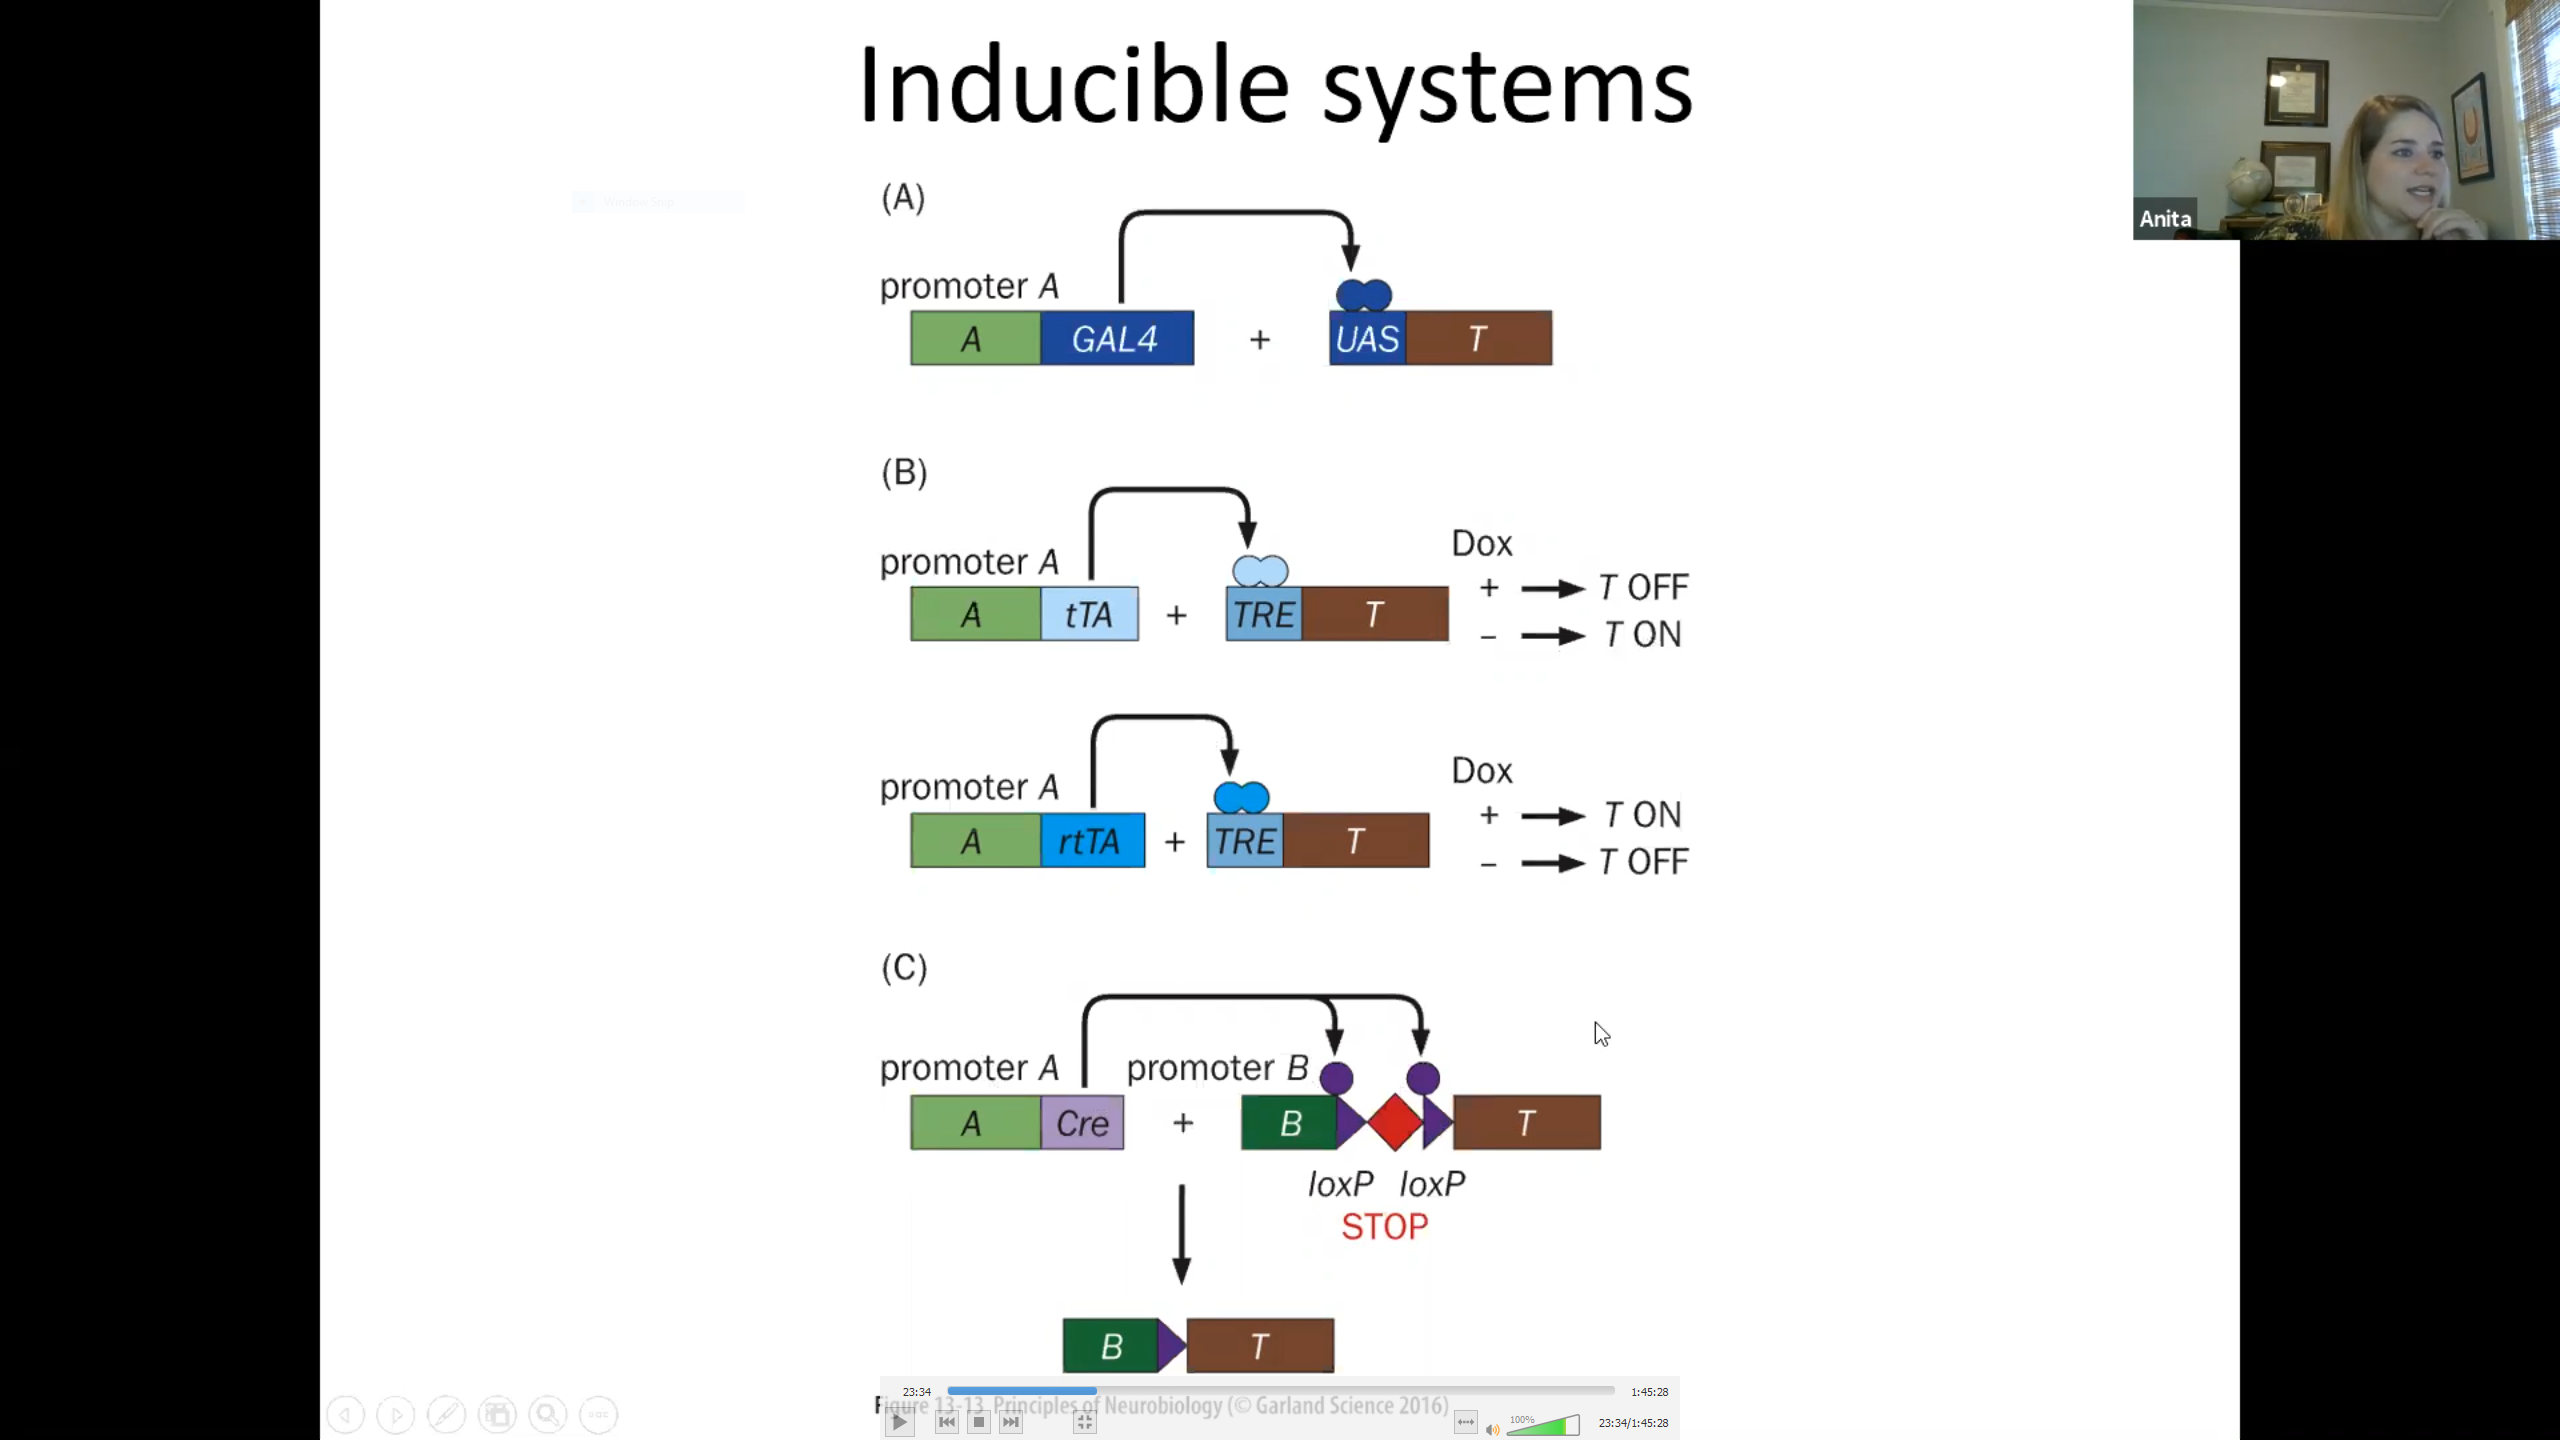 Inducible systems
Anita
Window Snip
(A)
promoter A
A GAL4 + UAS T
(B)
promoter A
Dox
+ T OFF
A tTA + TRE T
– T ON
promoter A
Dox
+ T ON
A rtTA + TRE T
– T OFF
(C)
promoter A promoter B
A Cre + B T
loxP loxP
STOP
B T
23:34 1:45:28
Figure 13-13 Principles of Neurobiology (© Garland Science 2016)
100% 23:34/1:45:28